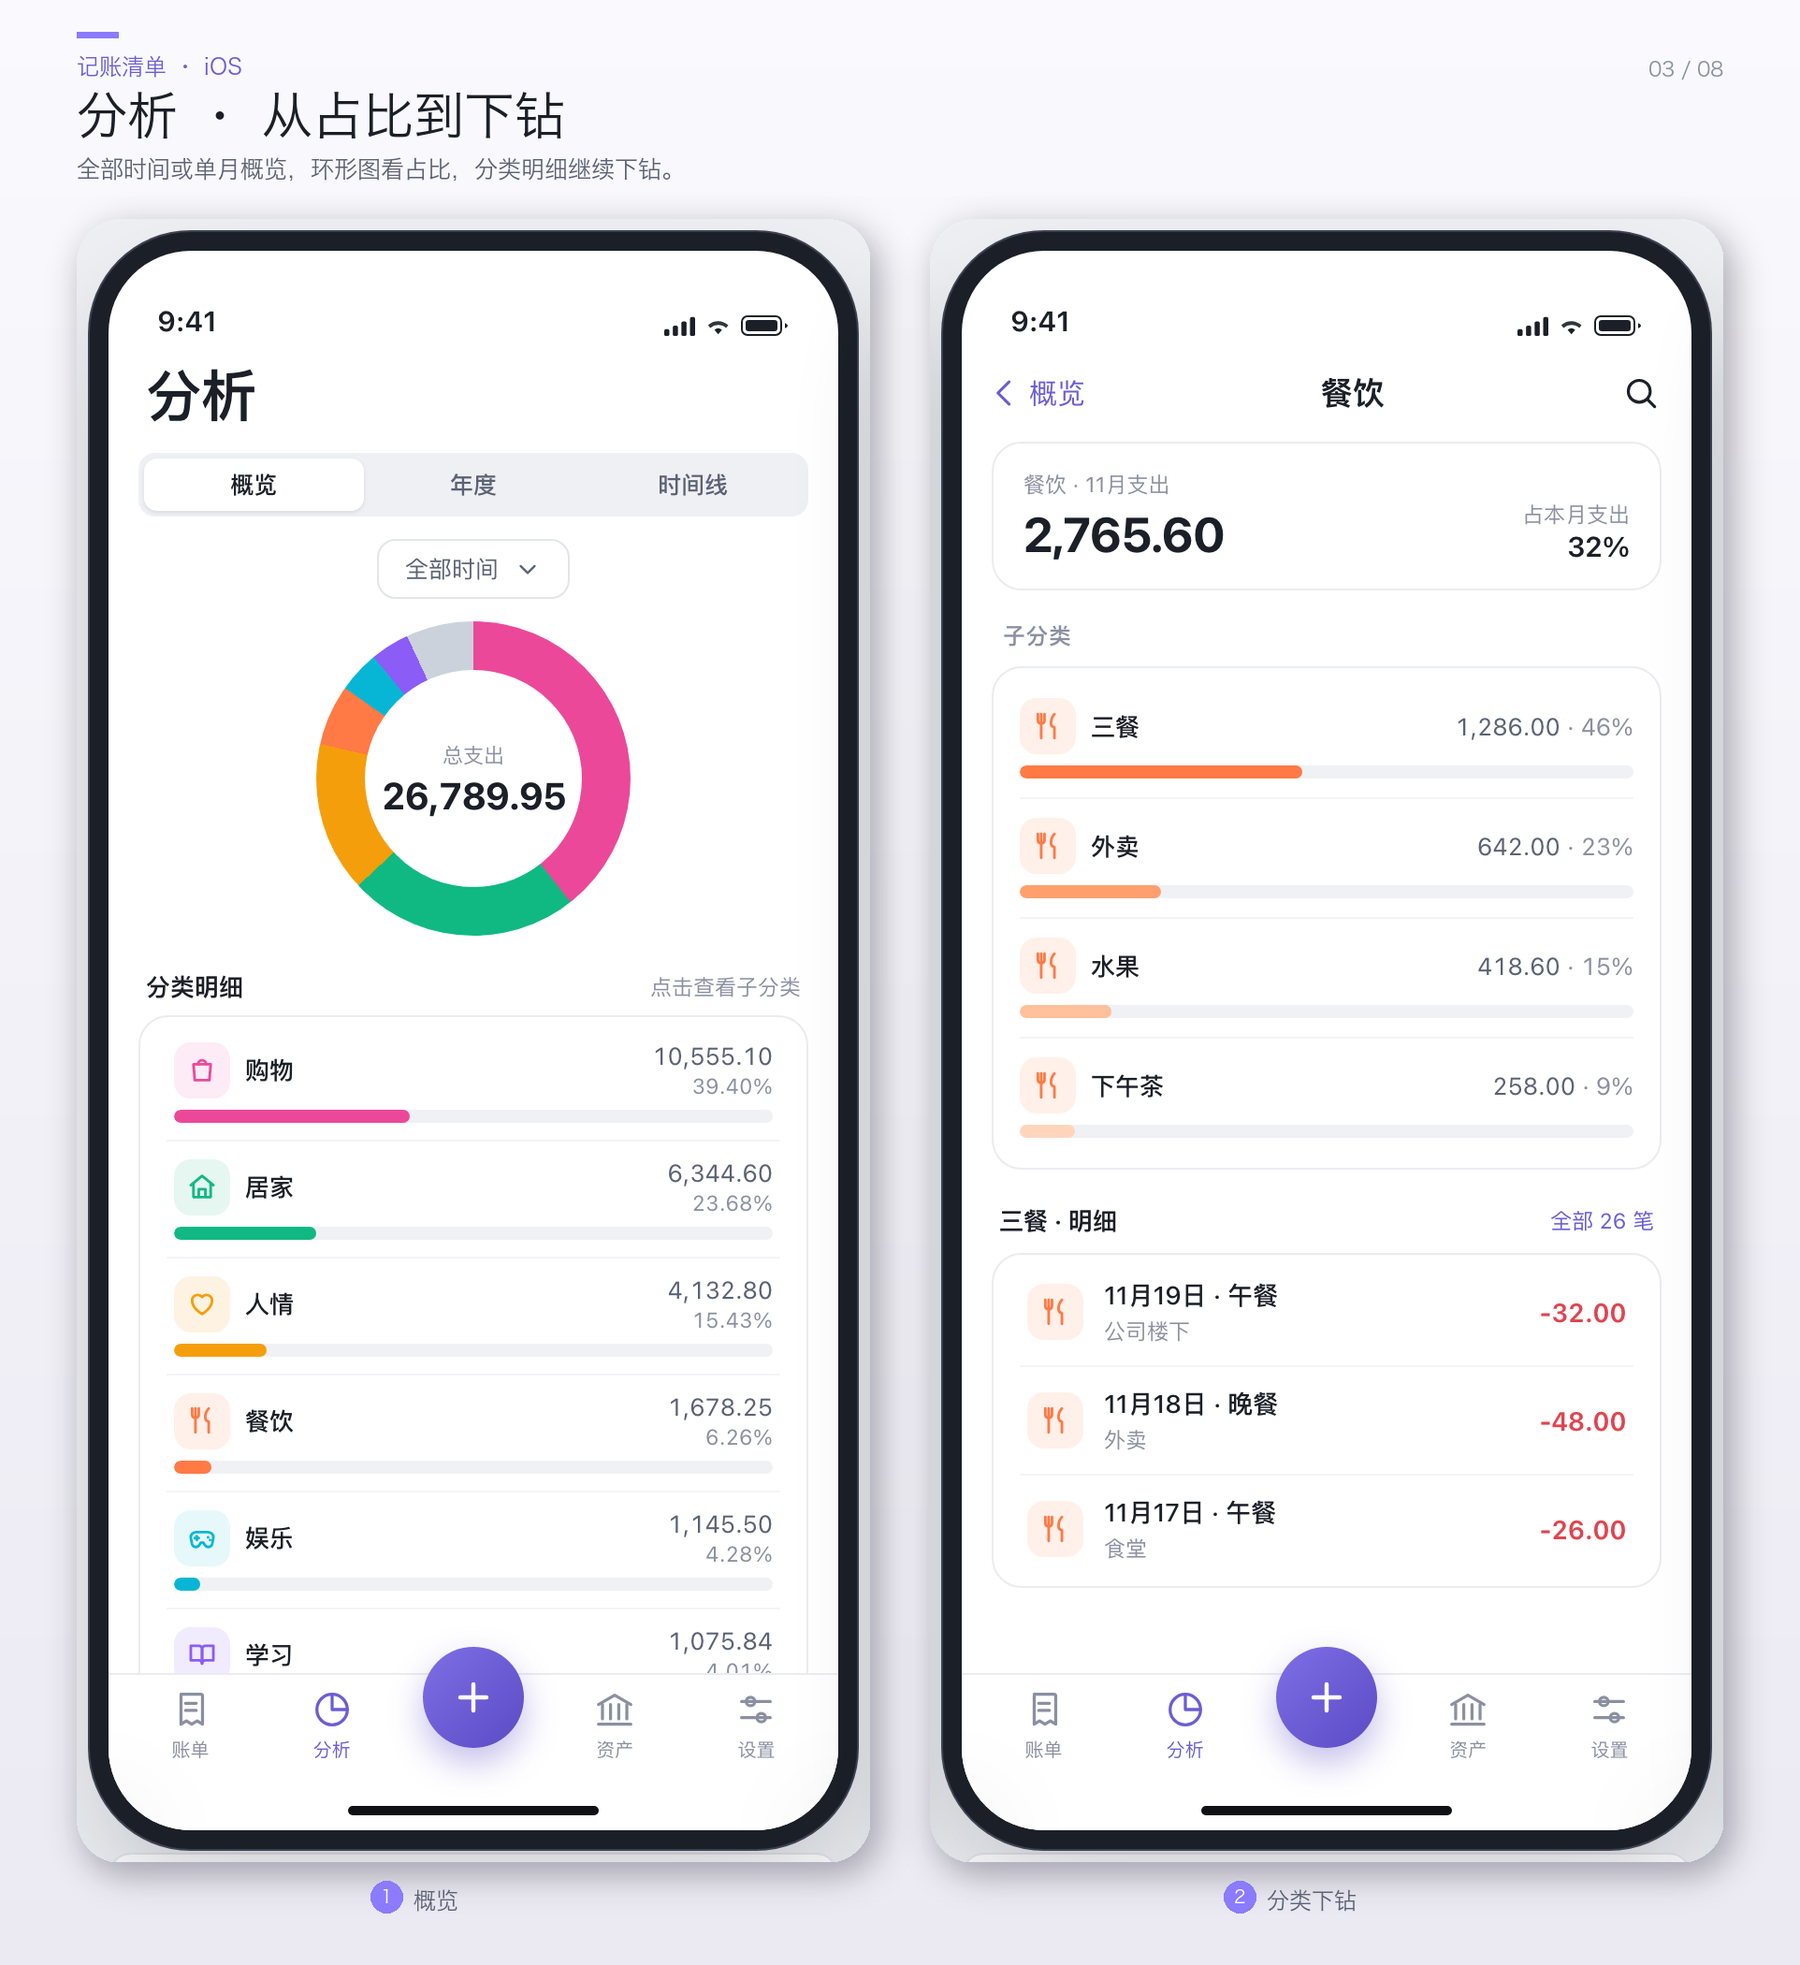 记账清单 · iOS
03 / 08
分析 · 从占比到下钻
全部时间或单月概览，环形图看占比，分类明细继续下钻。
9:41
分析
概览 年度 时间线
全部时间
总支出
26,789.95
分类明细 点击查看子分类
购物 10,555.10
39.40%
居家 6,344.60
23.68%
人情 4,132.80
15.43%
餐饮 1,678.25
6.26%
娱乐 1,145.50
4.28%
学习 1,075.84
4.01%
账单 分析 资产 设置
1 概览
9:41
概览 餐饮
餐饮 · 11月支出
2,765.60
占本月支出
32%
子分类
三餐 1,286.00 · 46%
外卖 642.00 · 23%
水果 418.60 · 15%
下午茶 258.00 · 9%
三餐 · 明细 全部 26 笔
11月19日 · 午餐
公司楼下
-32.00
11月18日 · 晚餐
外卖
-48.00
11月17日 · 午餐
食堂
-26.00
账单 分析 资产 设置
2 分类下钻